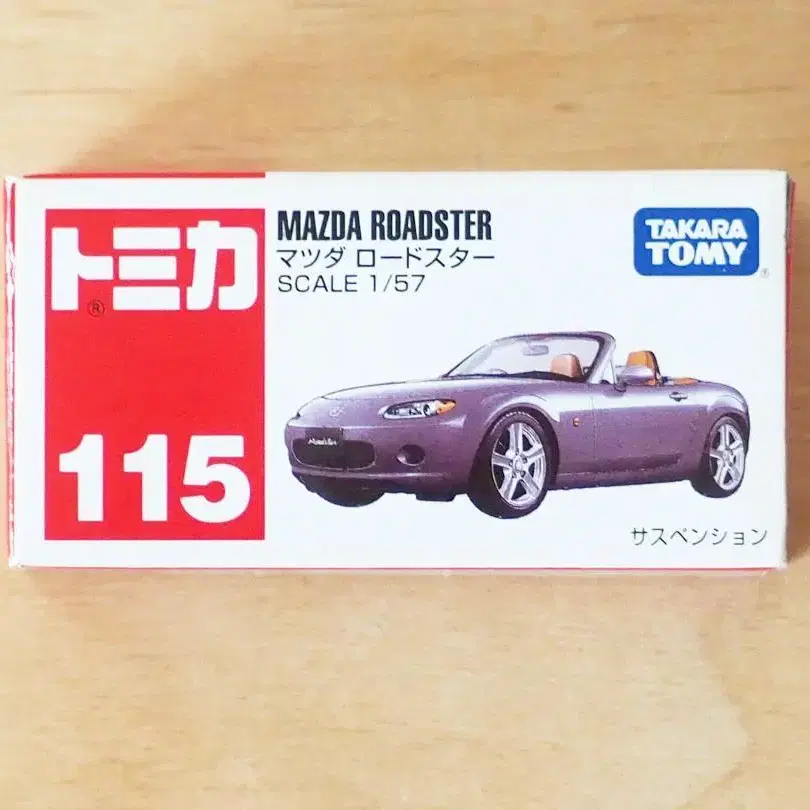 トミカ
®
115
MAZDA ROADSTER
マツダ ロードスター
SCALE 1/57
TAKARA
TOMY
®
Roadster
サスペンション